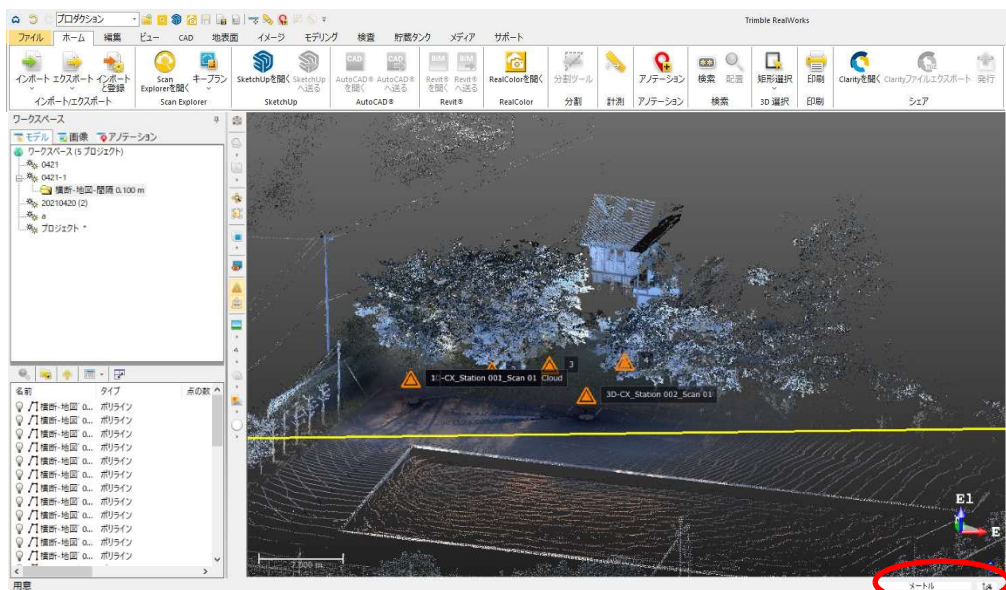 プロダクション
Trimble RealWorks
ファイル ホーム 編集 ビュー CAD 地表面 イメージ モデリング 検査 貯蔵タンク メディア サポート
CAD CAD BIM BIM
インポート エクスポート インポートと登録 Scan Explorerを開く キープラン SketchUpを開く SketchUpへ送る AutoCAD®を開く AutoCAD®へ送る Revit®を開く Revit®へ送る RealColorを開く 分割ツール アノテーション 検索 配置 矩形選択 印刷 Clarityを開く Clarityファイルエクスポート 発行
インポート/エクスポート Scan Explorer SketchUp AutoCAD® Revit® RealColor 分割 計測 アノテーション 検索 3D 選択 印刷 シェア
ワークスペース
モデル 画像 アノテーション
ワークスペース (5 プロジェクト)
0421
0421-1
横断-地図-間隔 0.100 m
20210420 (2)
a
プロジェクト *
名前 タイプ 点の数
横断-地図 0... ポリライン
横断-地図 0... ポリライン
横断-地図 0... ポリライン
横断-地図 0... ポリライン
横断-地図 0... ポリライン
横断-地図 0... ポリライン
横断-地図 0... ポリライン
横断-地図 0... ポリライン
横断-地図 0... ポリライン
横断-地図 0... ポリライン
横断-地図 0... ポリライン
横断-地図 0... ポリライン
3
Scan 01 Cloud
3D-CX_Station 002_Scan 01
El
E
用意
メートル